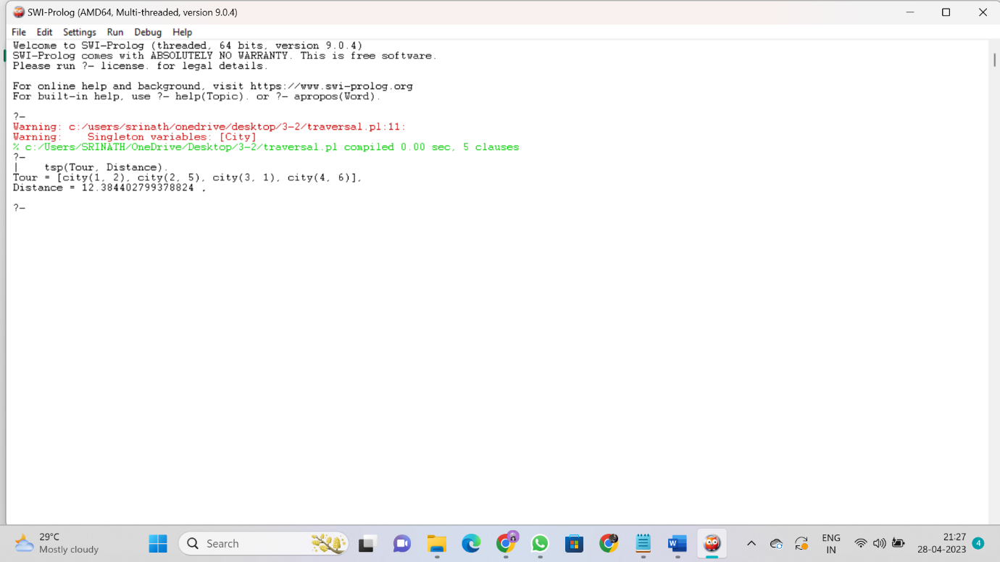 SWI-Prolog (AMD64, Multi-threaded, version 9.0.4)
File Edit Settings Run Debug Help
Welcome to SWI-Prolog (threaded, 64 bits, version 9.0.4)
SWI-Prolog comes with ABSOLUTELY NO WARRANTY. This is free software.
Please run ?- license. for legal details.
For online help and background, visit https://www.swi-prolog.org
For built-in help, use ?- help(Topic). or ?- apropos(Word).
?-
Warning: c:/users/srinath/onedrive/desktop/3-2/traversal.pl:11:
Warning:    Singleton variables: [City]
% c:/Users/SRINATH/OneDrive/Desktop/3-2/traversal.pl compiled 0.00 sec, 5 clauses
?-
|    tsp(Tour, Distance).
Tour = [city(1, 2), city(2, 5), city(3, 1), city(4, 6)],
Distance = 12.384402799378824 ,
?-
29°C
Mostly cloudy
Search
ENG
IN
21:27
28-04-2023
4